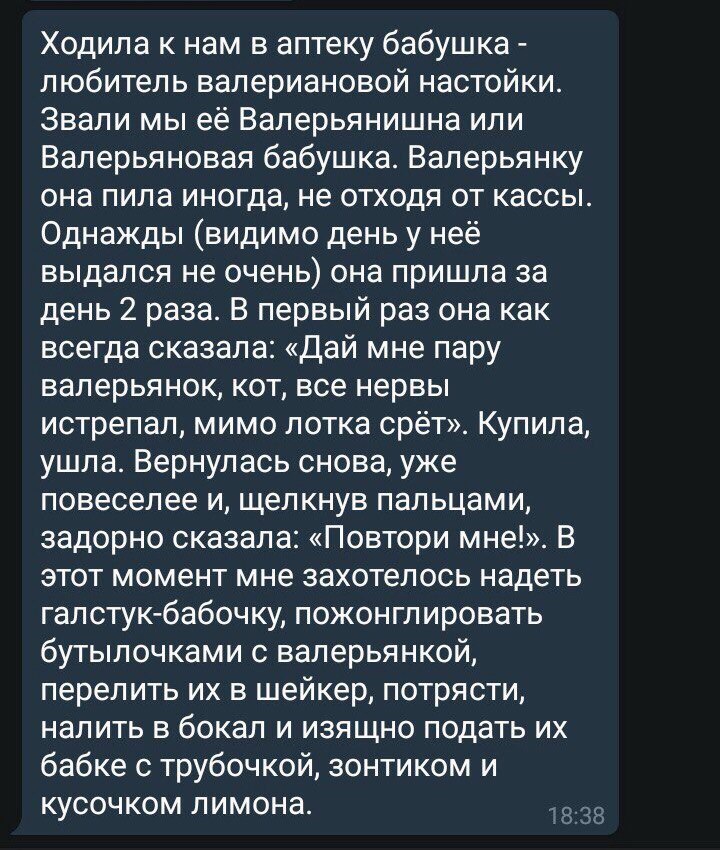 Ходила к нам в аптеку бабушка -
любитель валериановой настойки.
Звали мы её Валерьянишна или
Валерьяновая бабушка. Валерьянку
она пила иногда, не отходя от кассы.
Однажды (видимо день у неё
выдался не очень) она пришла за
день 2 раза. В первый раз она как
всегда сказала: «Дай мне пару
валерьянок, кот, все нервы
истрепал, мимо лотка срёт». Купила,
ушла. Вернулась снова, уже
повеселее и, щелкнув пальцами,
задорно сказала: «Повтори мне!». В
этот момент мне захотелось надеть
галстук-бабочку, пожонглировать
бутылочками с валерьянкой,
перелить их в шейкер, потрясти,
налить в бокал и изящно подать их
бабке с трубочкой, зонтиком и
кусочком лимона.
18:38